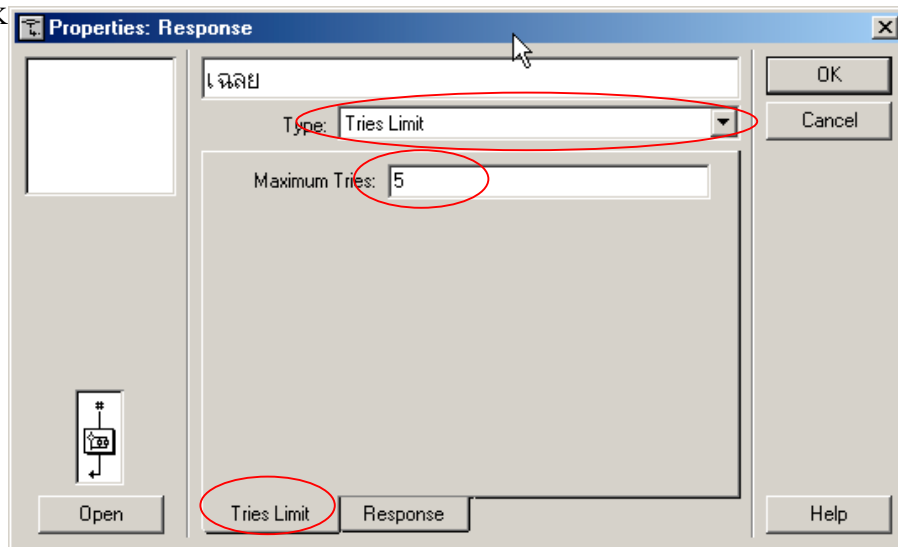 K
Properties: Response
เฉลย
OK
Type: Tries Limit
Cancel
Maximum Tries: 5
#
Open
Tries Limit
Response
Help